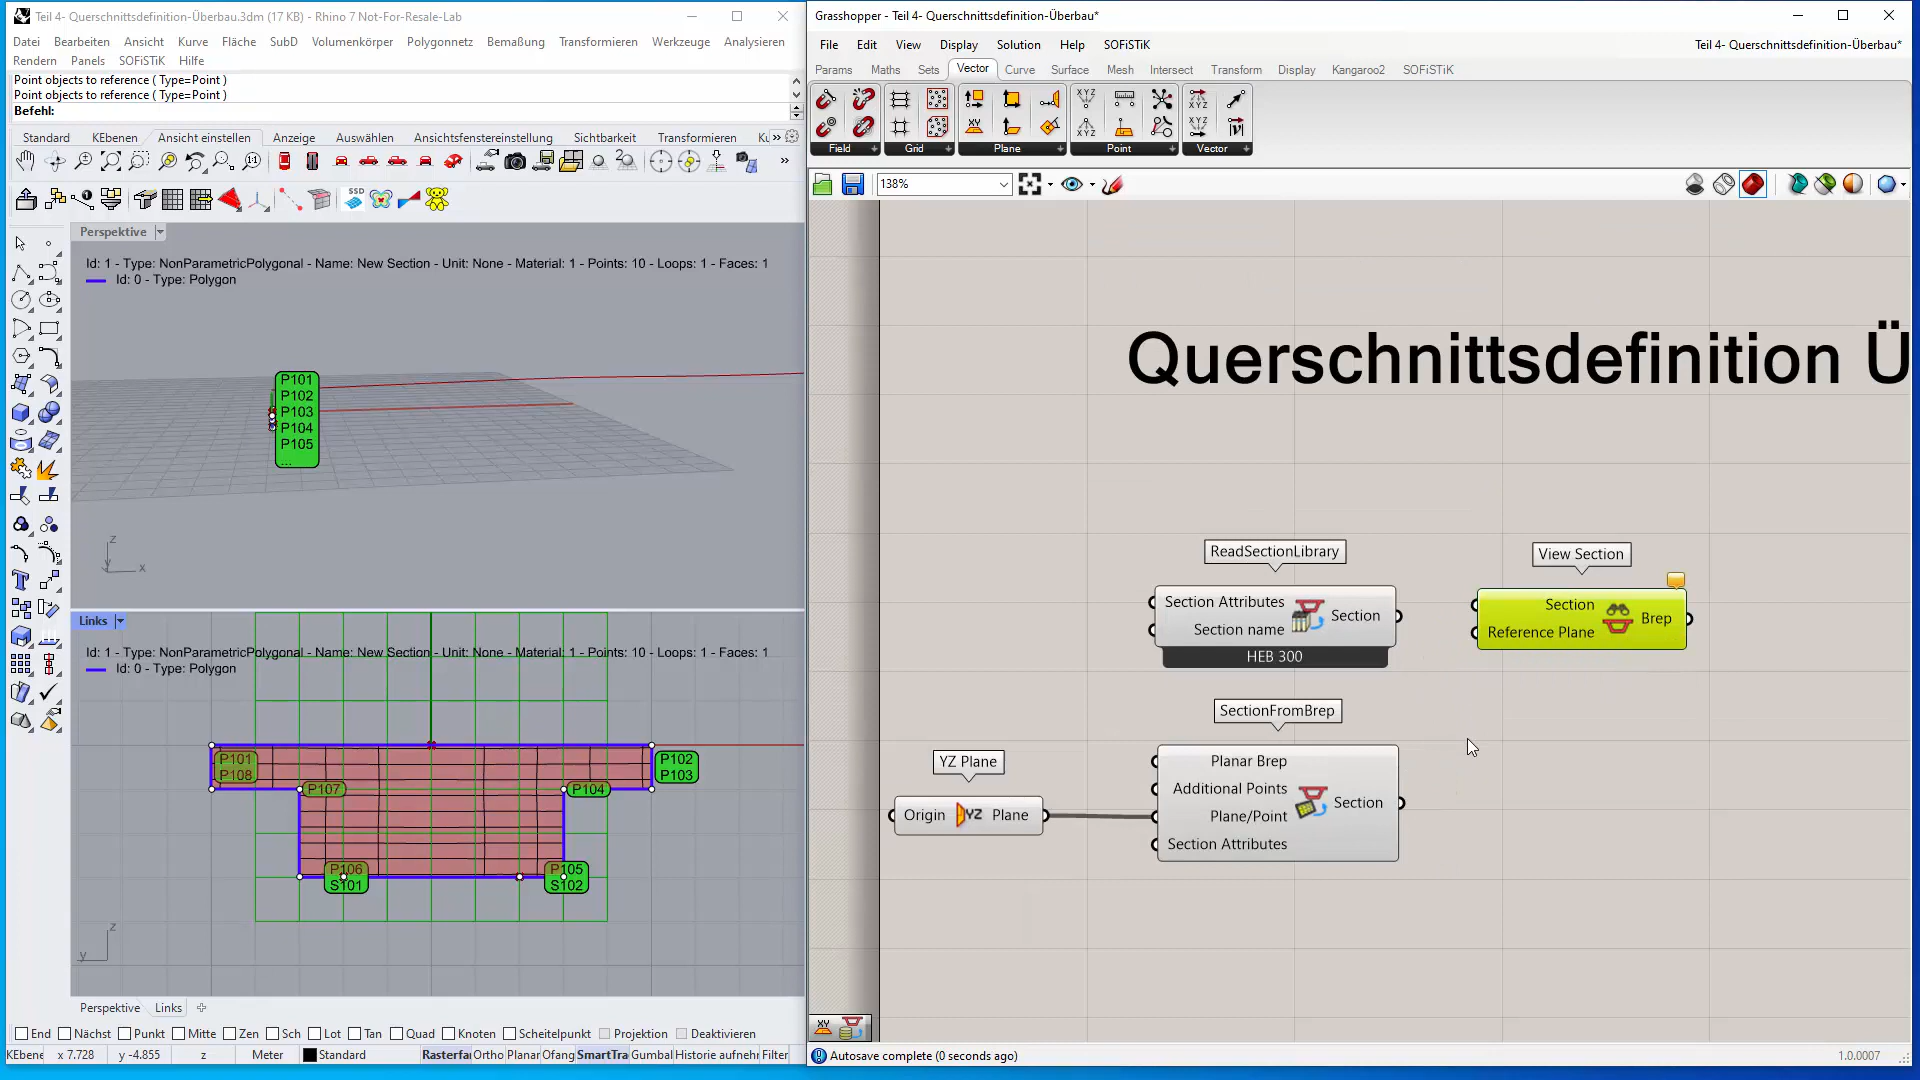 Teil 4- Querschnittsdefinition-Überbau.3dm (17 KB) - Rhino 7 Not-For-Resale-Lab
Datei Bearbeiten Ansicht Kurve Fläche SubD Volumenkörper Polygonnetz Bemaßung Transformieren Werkzeuge Analysieren
Rendern Panels SOFiSTiK Hilfe
Point objects to reference ( Type=Point )
Point objects to reference ( Type=Point )
Befehl:
Standard KEbenen Ansicht einstellen Anzeige Auswählen Ansichtsfenstereinstellung Sichtbarkeit Transformieren Ku
SSD
Perspektive
Id: 1 - Type: NonParametricPolygonal - Name: New Section - Unit: None - Material: 1 - Points: 10 - Loops: 1 - Faces: 1
Id: 0 - Type: Polygon
P101
P102
P103
P104
P105
...
z
x
Links
Id: 1 - Type: NonParametricPolygonal - Name: New Section - Unit: None - Material: 1 - Points: 10 - Loops: 1 - Faces: 1
Id: 0 - Type: Polygon
P101
P108
P102
P103
P107
P104
P106
S101
P105
S102
z
y
Perspektive Links
End Nächst Punkt Mitte Zen Sch Lot Tan Quad Knoten Scheitelpunkt Projektion Deaktivieren
KEbene x 7.728 y -4.855 z Meter Standard Rasterfa Ortho Planar Ofang SmartTra Gumbal Historie aufnehr Filter
Grasshopper - Teil 4- Querschnittsdefinition-Überbau*
File Edit View Display Solution Help SOFiSTiK
Teil 4- Querschnittsdefinition-Überbau*
Params Maths Sets Vector Curve Surface Mesh Intersect Transform Display Kangaroo2 SOFiSTiK
Field Grid Plane Point Vector
138%
Querschnittsdefinition Ü
ReadSectionLibrary
Section Attributes
Section name
Section
HEB 300
View Section
Section
Reference Plane
Brep
SectionFromBrep
Planar Brep
Additional Points
Plane/Point
Section Attributes
Section
YZ Plane
Origin YZ Plane
XY
Autosave complete (0 seconds ago)
1.0.0007